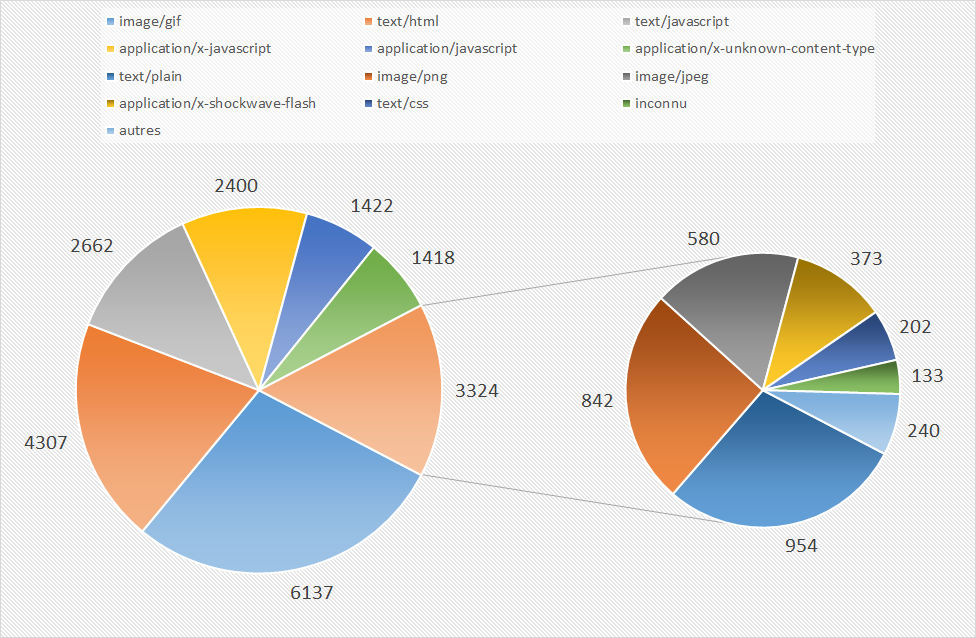 image/gif text/html text/javascript
application/x-javascript application/javascript application/x-unknown-content-type
text/plain image/png image/jpeg
application/x-shockwave-flash text/css inconnu
autres
2400
1422
2662
1418
580
373
202
133
3324
842
240
4307
954
6137